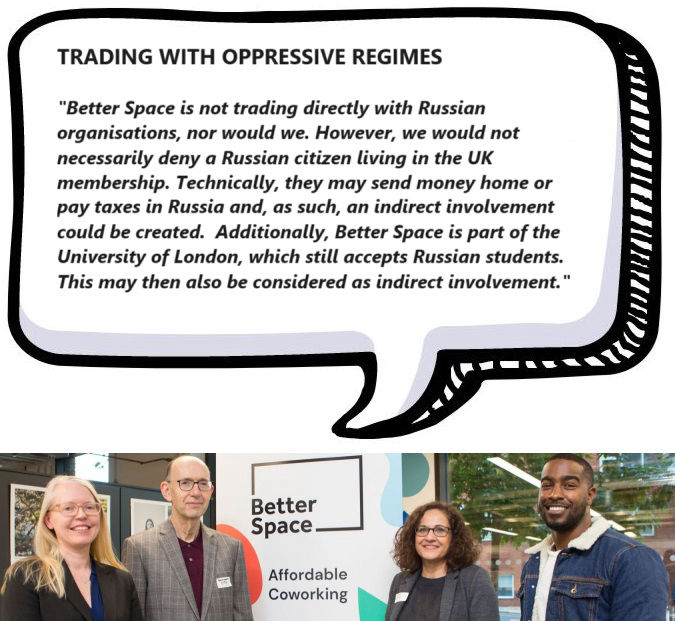 TRADING WITH OPPRESSIVE REGIMES
"Better Space is not trading directly with Russian
organisations, nor would we. However, we would not
necessarily deny a Russian citizen living in the UK
membership. Technically, they may send money home or
pay taxes in Russia and, as such, an indirect involvement
could be created. Additionally, Better Space is part of the
University of London, which still accepts Russian students.
This may then also be considered as indirect involvement."
Better
Space
Affordable
Coworking